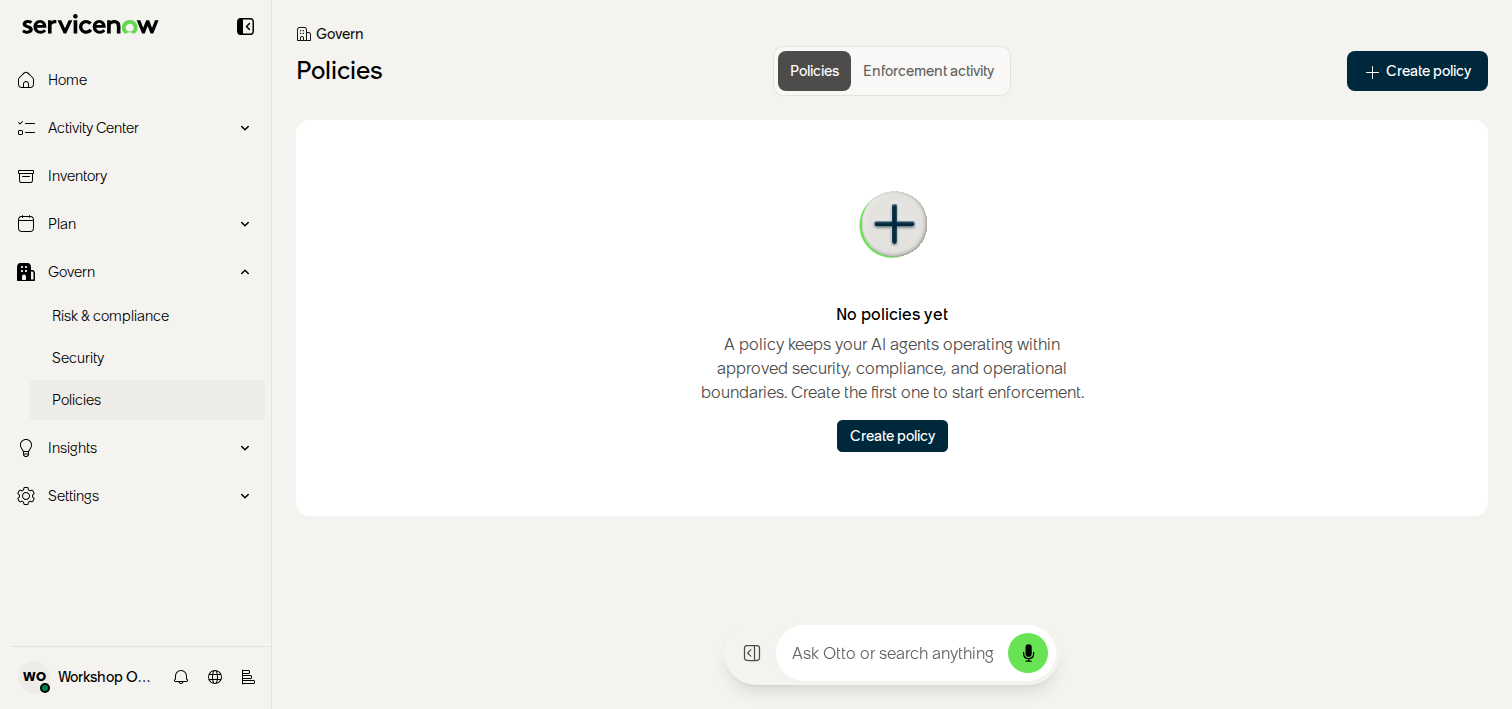 servicenow
Home
Activity Center
Inventory
Plan
Govern
Risk & compliance
Security
Policies
Insights
Settings
WO
Workshop O...
Govern
Policies
Policies
Enforcement activity
Create policy
No policies yet
A policy keeps your AI agents operating within
approved security, compliance, and operational
boundaries. Create the first one to start enforcement.
Create policy
Ask Otto or search anything